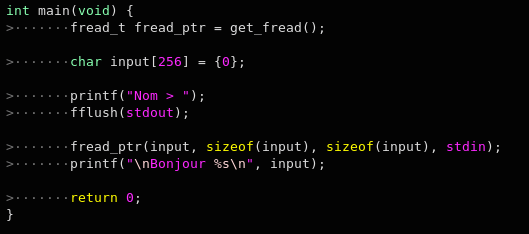 int main(void) {
>·······fread_t fread_ptr = get_fread();
>·······char input[256] = {0};
>·······printf("Nom > ");
>·······fflush(stdout);
>·······fread_ptr(input, sizeof(input), sizeof(input), stdin);
>·······printf("\nBonjour %s\n", input);
>·······return 0;
}